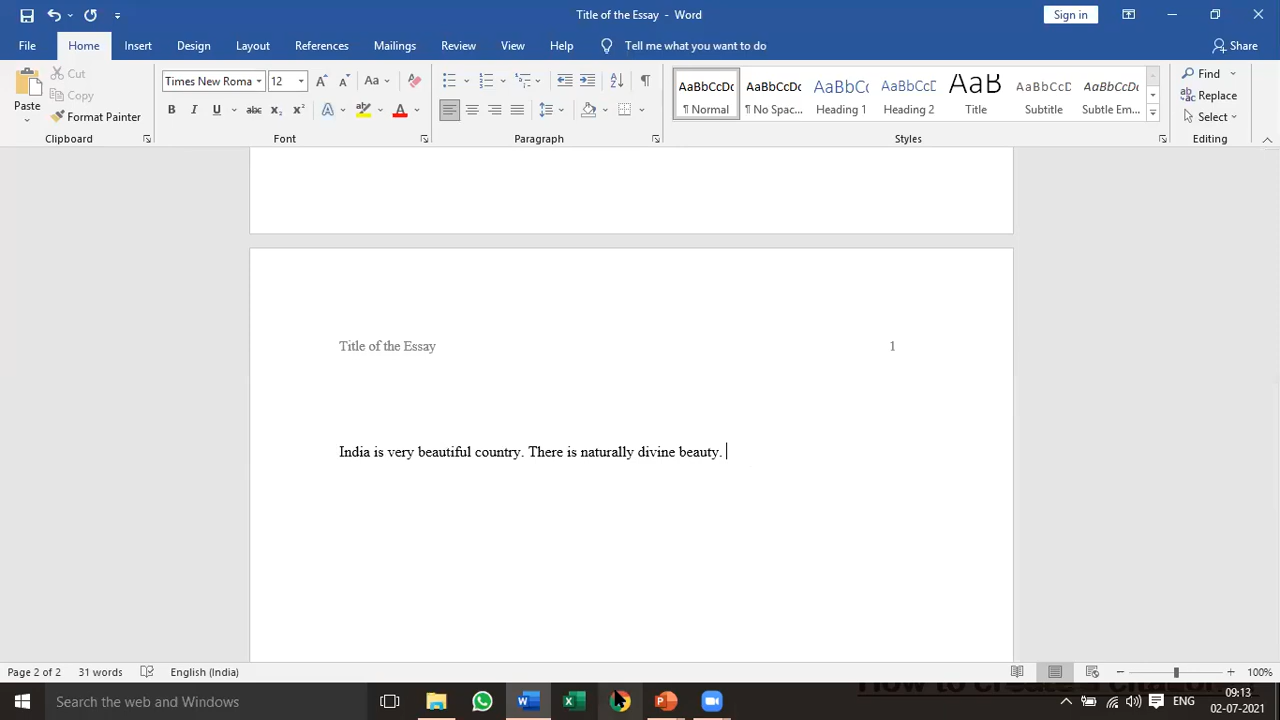 Title of the Essay - Word
Sign in
File Home Insert Design Layout References Mailings Review View Help Tell me what you want to do Share
Paste
Cut
Copy
Format Painter
Clipboard
Times New Roma 12
Font
Paragraph
AaBbCcDc AaBbCcDc AaBbCcD AaBbCcD AaB AaBbCcD AaBbCcDc
¶ Normal ¶ No Spac... Heading 1 Heading 2 Title Subtitle Subtle Em...
Styles
Find
Replace
Select
Editing
Title of the Essay 1
India is very beautiful country. There is naturally divine beauty.
Page 2 of 2 31 words English (India) 100%
Search the web and Windows
ENG
09:13
02-07-2021